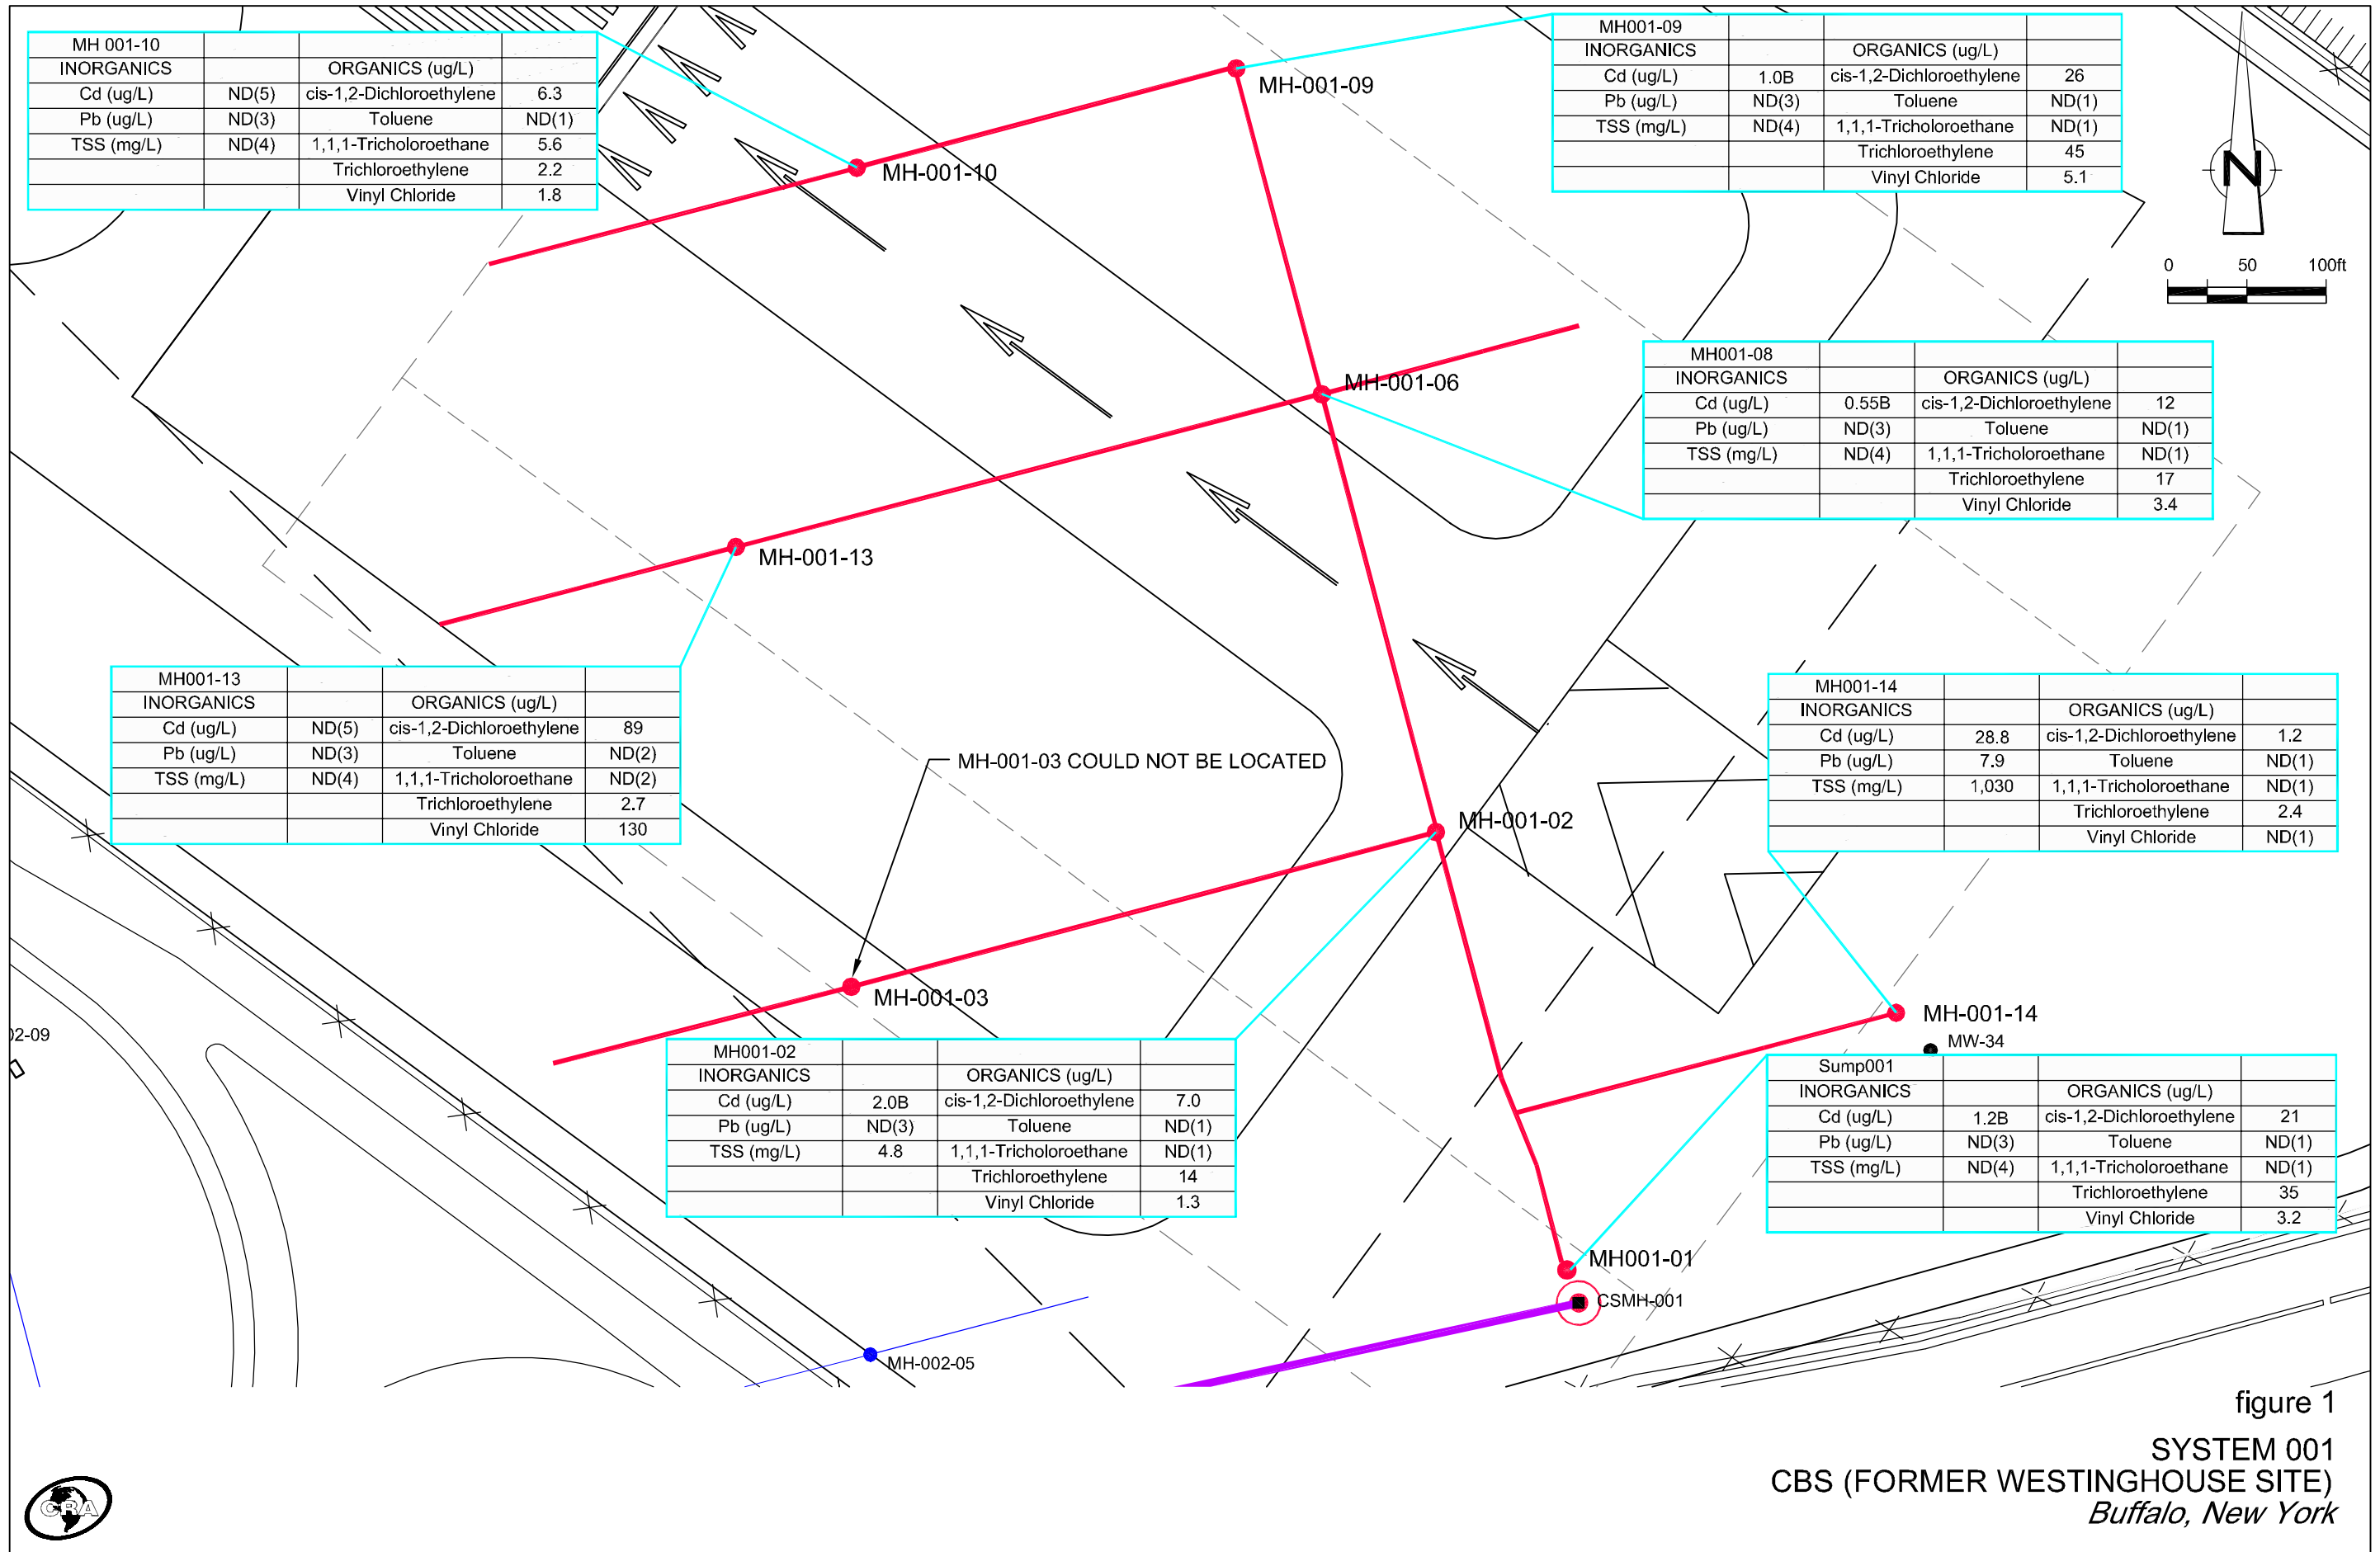 MH 001-10
INORGANICS ORGANICS (ug/L)
Cd (ug/L) ND(5) cis-1,2-Dichloroethylene 6.3
Pb (ug/L) ND(3) Toluene ND(1)
TSS (mg/L) ND(4) 1,1,1-Tricholoroethane 5.6
Trichloroethylene 2.2
Vinyl Chloride 1.8
MH001-09
INORGANICS ORGANICS (ug/L)
Cd (ug/L) 1.0B cis-1,2-Dichloroethylene 26
Pb (ug/L) ND(3) Toluene ND(1)
TSS (mg/L) ND(4) 1,1,1-Tricholoroethane ND(1)
Trichloroethylene 45
Vinyl Chloride 5.1
MH-001-09
MH-001-10
N
0 50 100ft
MH001-08
INORGANICS ORGANICS (ug/L)
Cd (ug/L) 0.55B cis-1,2-Dichloroethylene 12
Pb (ug/L) ND(3) Toluene ND(1)
TSS (mg/L) ND(4) 1,1,1-Tricholoroethane ND(1)
Trichloroethylene 17
Vinyl Chloride 3.4
MH-001-06
MH-001-13
MH001-13
INORGANICS ORGANICS (ug/L)
Cd (ug/L) ND(5) cis-1,2-Dichloroethylene 89
Pb (ug/L) ND(3) Toluene ND(2)
TSS (mg/L) ND(4) 1,1,1-Tricholoroethane ND(2)
Trichloroethylene 2.7
Vinyl Chloride 130
MH-001-03 COULD NOT BE LOCATED
MH001-14
INORGANICS ORGANICS (ug/L)
Cd (ug/L) 28.8 cis-1,2-Dichloroethylene 1.2
Pb (ug/L) 7.9 Toluene ND(1)
TSS (mg/L) 1,030 1,1,1-Tricholoroethane ND(1)
Trichloroethylene 2.4
Vinyl Chloride ND(1)
MH-001-02
MH-001-03
MH-001-14
MW-34
02-09
MH001-02
INORGANICS ORGANICS (ug/L)
Cd (ug/L) 2.0B cis-1,2-Dichloroethylene 7.0
Pb (ug/L) ND(3) Toluene ND(1)
TSS (mg/L) 4.8 1,1,1-Tricholoroethane ND(1)
Trichloroethylene 14
Vinyl Chloride 1.3
Sump001
INORGANICS ORGANICS (ug/L)
Cd (ug/L) 1.2B cis-1,2-Dichloroethylene 21
Pb (ug/L) ND(3) Toluene ND(1)
TSS (mg/L) ND(4) 1,1,1-Tricholoroethane ND(1)
Trichloroethylene 35
Vinyl Chloride 3.2
MH001-01
CSMH-001
MH-002-05
figure 1
SYSTEM 001
CBS (FORMER WESTINGHOUSE SITE)
Buffalo, New York
CRA